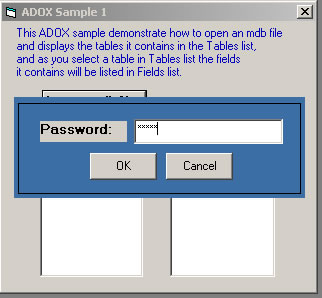 ADOX Sample 1
This ADOX sample demonstrate how to open an mdb file
and displays the tables it contains in the Tables list,
and as you select a table in Tables list the fields
it contains will be listed in Fields list.
Password: xxxxx
OK Cancel